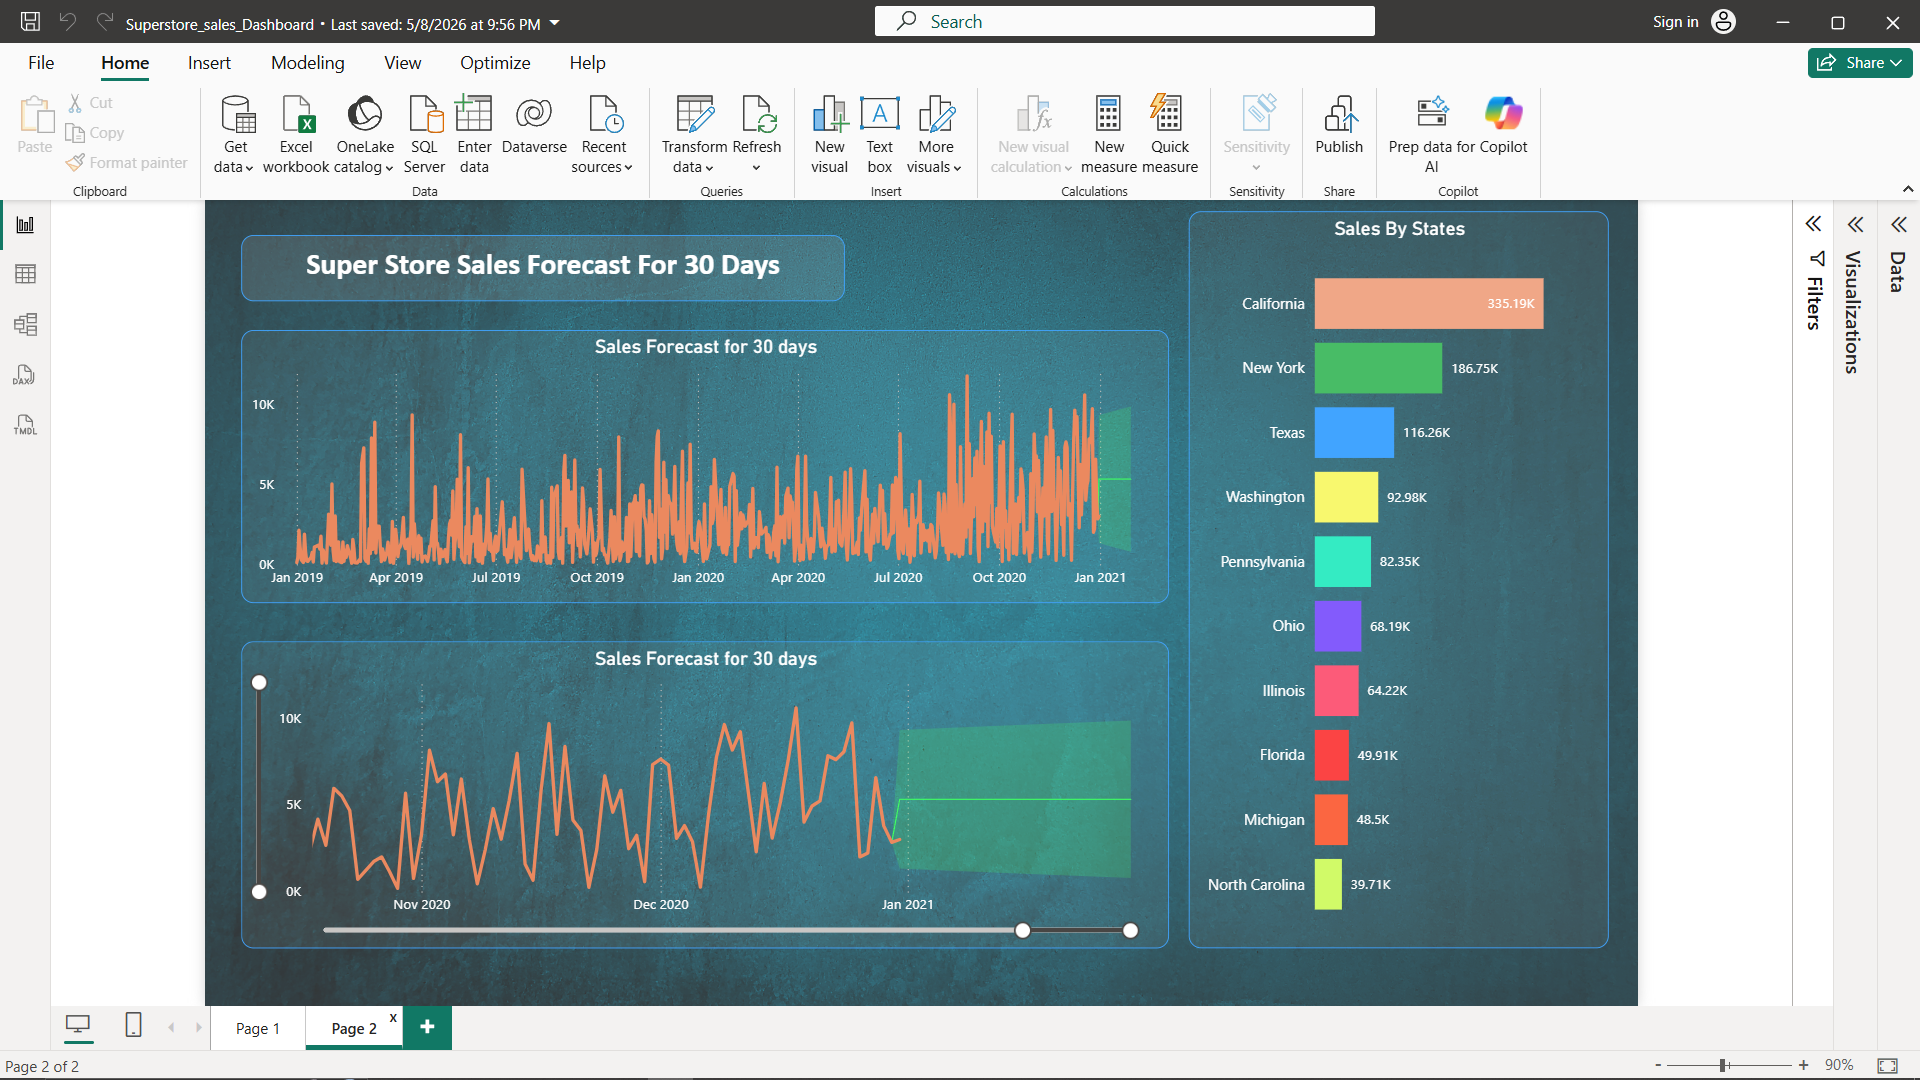 Superstore_sales_Dashboard • Last saved: 5/8/2026 at 9:56 PM
Search
Sign in
File
Home
Insert
Modeling
View
Optimize
Help
Share
Paste
Cut
Copy
Format painter
Clipboard
Get data
Excel workbook
OneLake catalog
SQL Server
Enter data
Dataverse
Recent sources
Data
Transform data
Refresh
Queries
New visual
Text box
More visuals
Insert
New visual calculation
New measure
Quick measure
Calculations
Sensitivity
Sensitivity
Publish
Share
Prep data for AI
Copilot
Copilot
DAX
TMDL
Super Store Sales Forecast For 30 Days
Sales Forecast for 30 days
10K
5K
0K
Jan 2019
Apr 2019
Jul 2019
Oct 2019
Jan 2020
Apr 2020
Jul 2020
Oct 2020
Jan 2021
Sales Forecast for 30 days
10K
5K
0K
Nov 2020
Dec 2020
Jan 2021
Sales By States
California 335.19K
New York 186.75K
Texas 116.26K
Washington 92.98K
Pennsylvania 82.35K
Ohio 68.19K
Illinois 64.22K
Florida 49.91K
Michigan 48.5K
North Carolina 39.71K
Filters
Visualizations
Data
Page 1
Page 2
x
+
Page 2 of 2
- + 90%